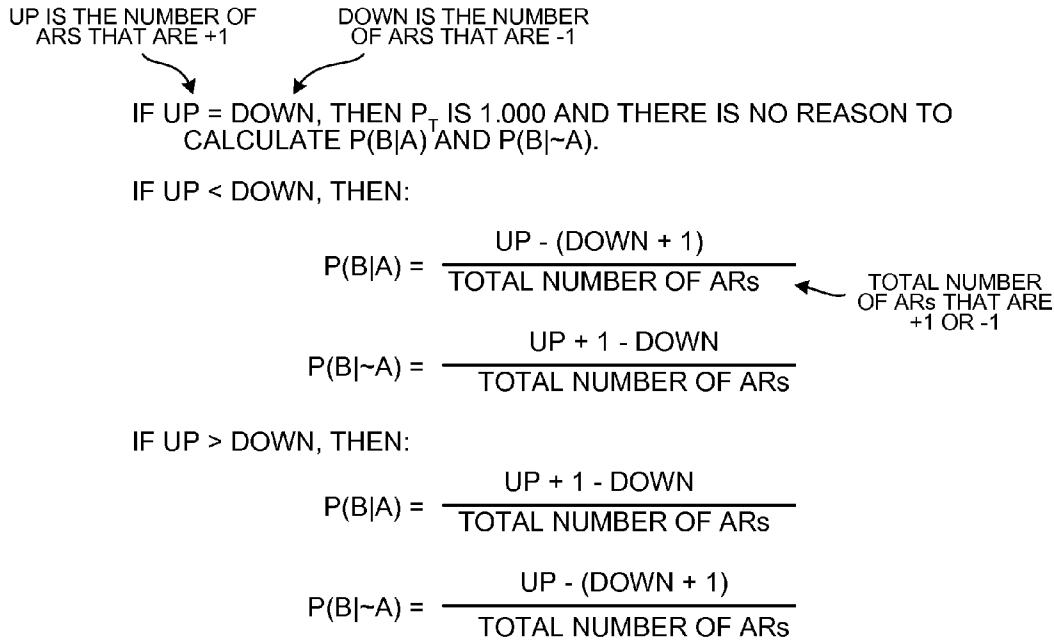 UP IS THE NUMBER OF
ARS THAT ARE +1
DOWN IS THE NUMBER
OF ARS THAT ARE -1
IF UP = DOWN, THEN P_T IS 1.000 AND THERE IS NO REASON TO
CALCULATE P(B|A) AND P(B|~A).
IF UP < DOWN, THEN:
UP - (DOWN + 1)
P(B|A) =
TOTAL NUMBER OF ARs
TOTAL NUMBER
OF ARs THAT ARE
+1 OR -1
UP + 1 - DOWN
P(B|~A) =
TOTAL NUMBER OF ARs
IF UP > DOWN, THEN:
UP + 1 - DOWN
P(B|A) =
TOTAL NUMBER OF ARs
UP - (DOWN + 1)
P(B|~A) =
TOTAL NUMBER OF ARs